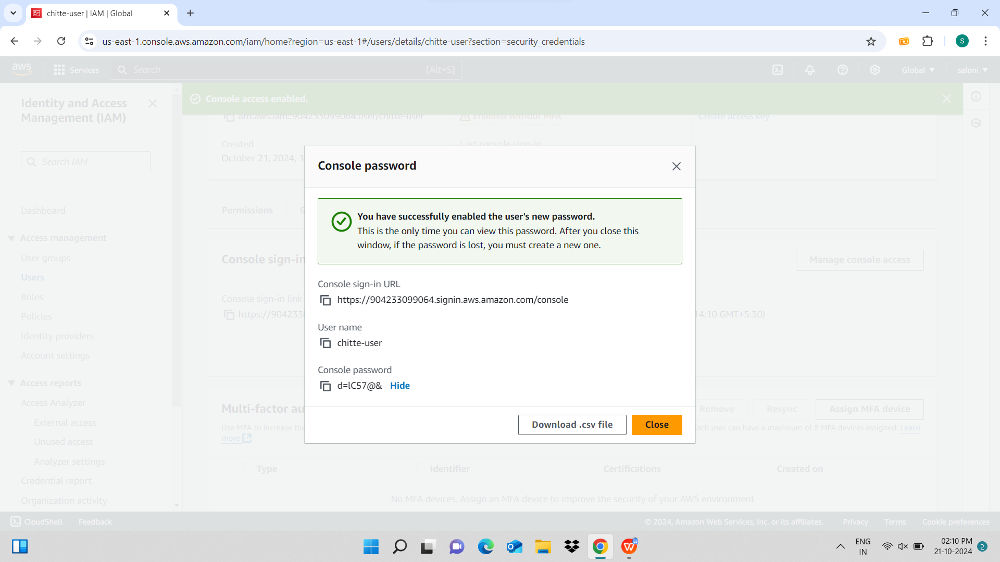 chitte-user | IAM | Global
us-east-1.console.aws.amazon.com/iam/home?region=us-east-1#/users/details/chitte-user?section=security_credentials
S
aws
Services
Search
[Alt+S]
Global
saloni
Identity and Access Management (IAM)
Search IAM
Dashboard
Access management
User groups
Users
Roles
Policies
Identity providers
Account settings
Access reports
Access Analyzer
External access
Unused access
Analyzer settings
Credential report
Organization activity
Console access enabled.
arn:aws:iam::904233099064:user/chitte-user
Enabled without MFA
Create access key
Created
October 21, 2024, 1
Last console sign-in
Permissions
G
Console sign-in
Manage console access
Console sign-in link
https://9042330
14:10 GMT+5:30)
Console password
You have successfully enabled the user's new password.
This is the only time you can view this password. After you close this
window, if the password is lost, you must create a new one.
Console sign-in URL
https://904233099064.signin.aws.amazon.com/console
User name
chitte-user
Console password
d=lC57@& Hide
Download .csv file
Close
Multi-factor au
Remove
Resync
Assign MFA device
Use MFA to increase the
ach user can have a maximum of 8 MFA devices assigned. Learn
more
Type
Identifier
Certifications
Created on
No MFA devices. Assign an MFA device to improve the security of your AWS environment
CloudShell
Feedback
© 2024, Amazon Web Services, Inc. or its affiliates.
Privacy
Terms
Cookie preferences
ENG
IN
02:10 PM
21-10-2024
2